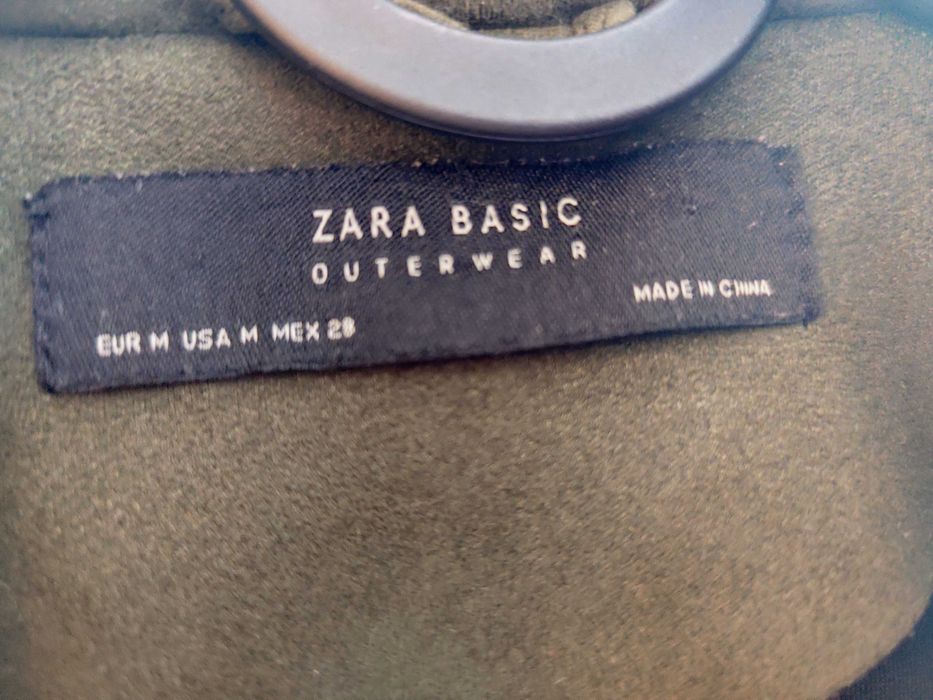 ZARA BASIC
OUTERWEAR
MADE IN CHINA
EUR M USA M MEX 28